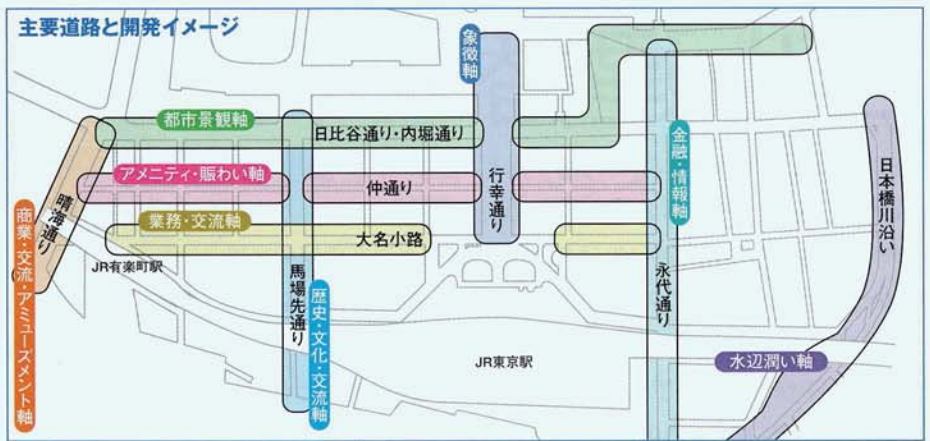 主要道路と開発イメージ
象徴軸
都市景観軸
日比谷通り・内堀通り
アメニティ・賑わい軸
仲通り
行幸通り
金融・情報軸
日本橋川沿い
晴海通り
業務・交流軸
大名小路
商業・交流・アミューズメント軸
JR有楽町駅
馬場先通り
歴史・文化・交流軸
永代通り
JR東京駅
水辺潤い軸